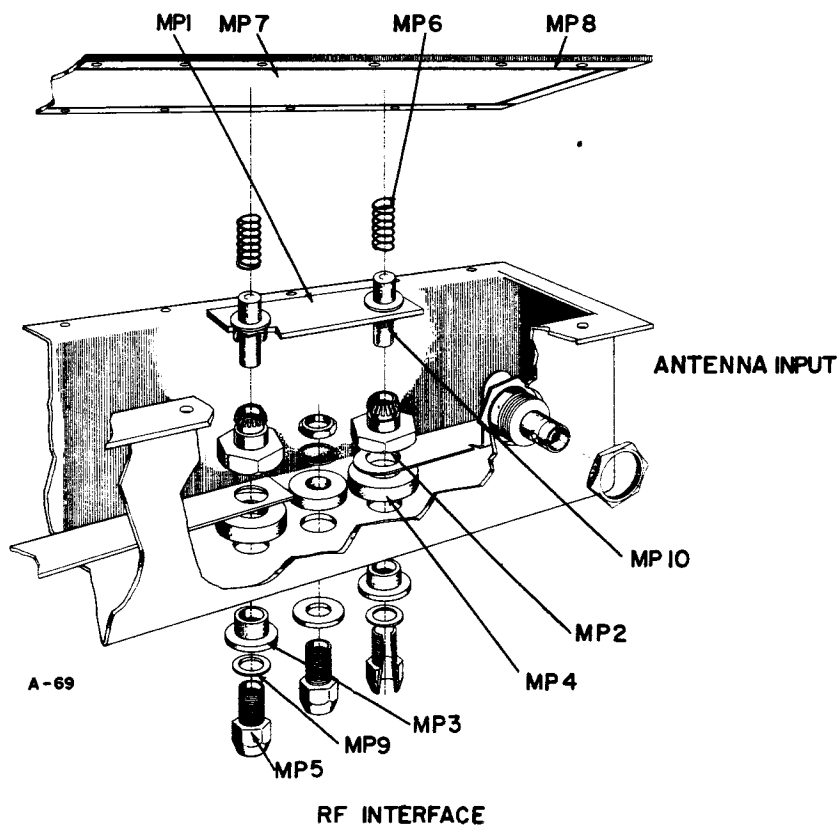 MP1 MP7 MP6 MP8
ANTENNA INPUT
MP10
MP2
A-69
MP4
MP3
MP9
MP5
RF INTERFACE